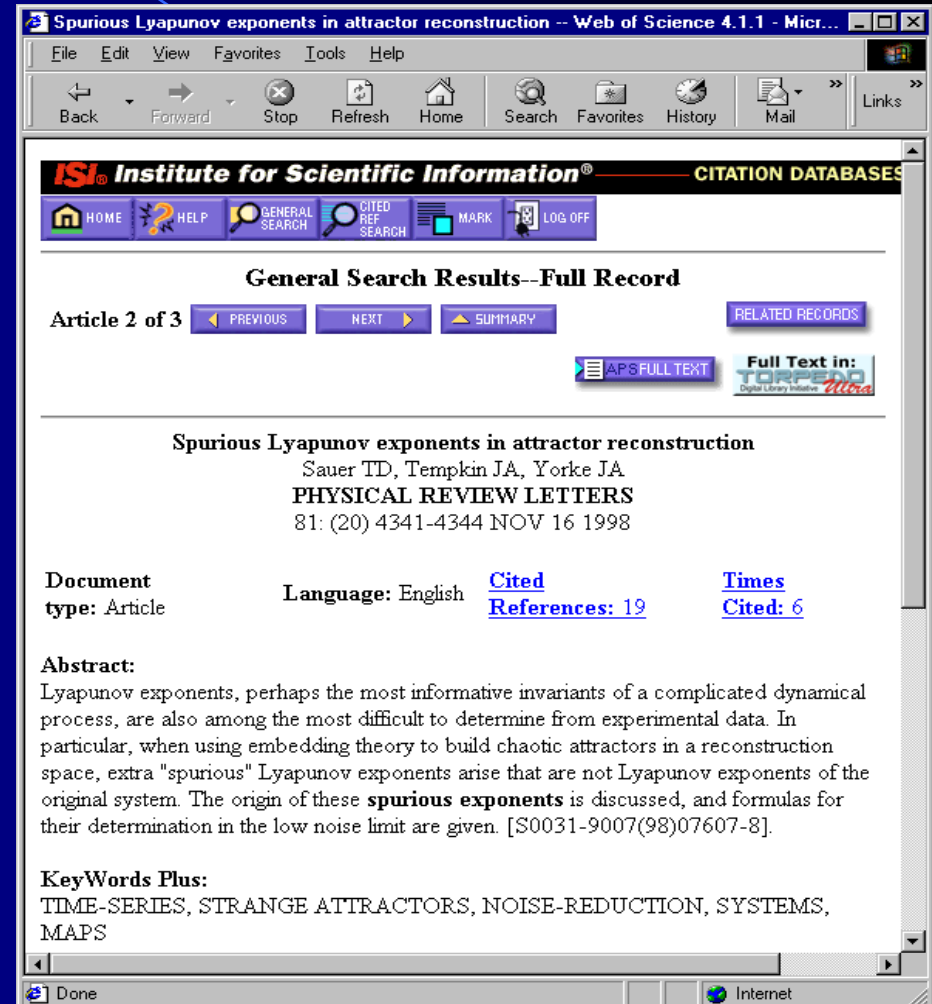 Spurious Lyapunov exponents in attractor reconstruction -- Web of Science 4.1.1 - Micr...
File Edit View Favorites Tools Help
Back Forward Stop Refresh Home Search Favorites History Mail » Links »
ISI® Institute for Scientific Information® CITATION DATABASES
HOME HELP GENERAL SEARCH CITED REF SEARCH MARK LOG OFF
General Search Results--Full Record
Article 2 of 3 PREVIOUS NEXT SUMMARY RELATED RECORDS
APS FULL TEXT Full Text in:
TORPEDO
Digital Library Initiative Ultra
Spurious Lyapunov exponents in attractor reconstruction
Sauer TD, Tempkin JA, Yorke JA
PHYSICAL REVIEW LETTERS
81: (20) 4341-4344 NOV 16 1998
Document Cited Times
type: Article Language: English References: 19 Cited: 6
Abstract:
Lyapunov exponents, perhaps the most informative invariants of a complicated dynamical
process, are also among the most difficult to determine from experimental data. In
particular, when using embedding theory to build chaotic attractors in a reconstruction
space, extra "spurious" Lyapunov exponents arise that are not Lyapunov exponents of the
original system. The origin of these spurious exponents is discussed, and formulas for
their determination in the low noise limit are given. [S0031-9007(98)07607-8].
KeyWords Plus:
TIME-SERIES, STRANGE ATTRACTORS, NOISE-REDUCTION, SYSTEMS,
MAPS
Done Internet